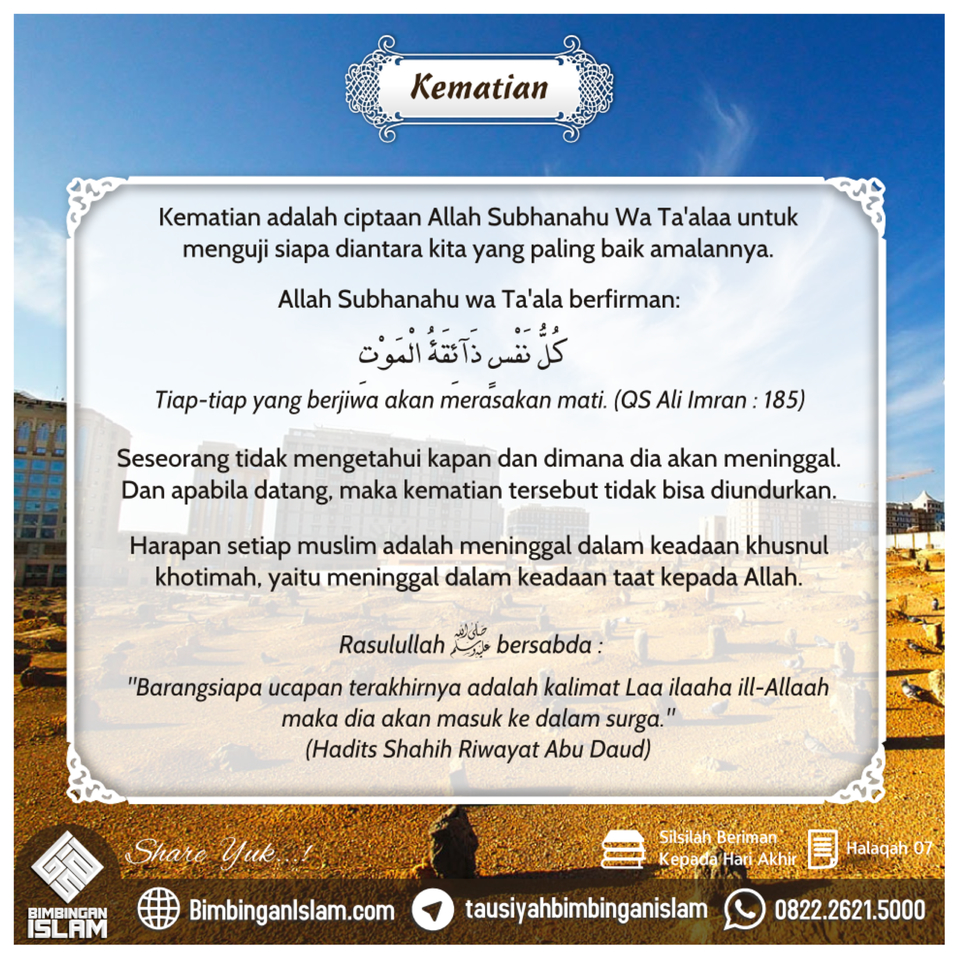 Kematian
Kematian adalah ciptaan Allah Subhanahu Wa Ta'alaa untuk
menguji siapa diantara kita yang paling baik amalannya.
Allah Subhanahu wa Ta'ala berfirman:
كُلُّ نَفْسٍ ذَآئِقَةُ الْمَوْتِ
Tiap-tiap yang berjiwa akan merasakan mati. (QS Ali Imran : 185)
Seseorang tidak mengetahui kapan dan dimana dia akan meninggal.
Dan apabila datang, maka kematian tersebut tidak bisa diundurkan.
Harapan setiap muslim adalah meninggal dalam keadaan khusnul
khotimah, yaitu meninggal dalam keadaan taat kepada Allah.
Rasulullah ﷺ bersabda :
"Barangsiapa ucapan terakhirnya adalah kalimat Laa ilaaha ill-Allaah
maka dia akan masuk ke dalam surga."
(Hadits Shahih Riwayat Abu Daud)
Share Yuk...!
Silsilah Beriman
Kepada Hari Akhir
Halaqah 07
BIMBINGAN
ISLAM
BimbinganIslam.com
tausiyahbimbinganislam
0822.2621.5000